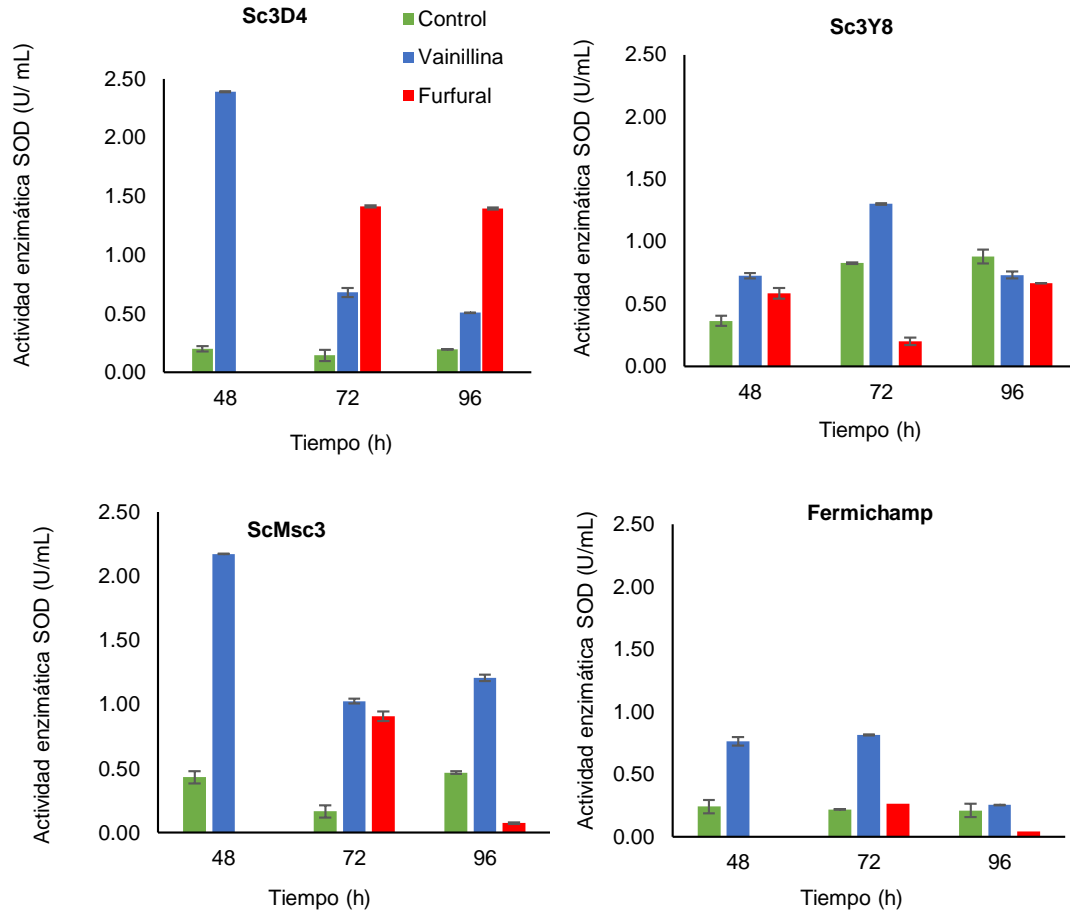 Sc3D4
Control
Vainillina
Furfural
Actividad enzimática SOD (U/ mL)
2.50
2.00
1.50
1.00
0.50
0.00
48 72 96
Tiempo (h)
Sc3Y8
Actividad enzimática SOD (U/mL)
2.50
2.00
1.50
1.00
0.50
0.00
48 72 96
Tiempo (h)
ScMsc3
Actividad enzimática SOD (U/mL)
2.50
2.00
1.50
1.00
0.50
0.00
48 72 96
Tiempo (h)
Fermichamp
Actividad enzimática SOD (U/mL)
2.50
2.00
1.50
1.00
0.50
0.00
48 72 96
Tiempo (h)